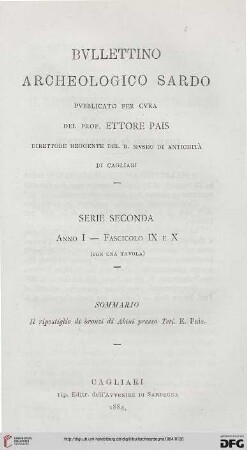 BVLLETTINO
ARCHEOLOGICO SARDO
PVBBLICATO PER CVRA
DEL PROF. ETTORE PAIS
DIRETTORE REGGENTE DEL R. MVSEO DI ANTICHITÀ
DI CAGLIARI
SERIE SECONDA
ANNO I — FASCICOLO IX E X
(CON UNA TAVOLA)
SOMMARIO
Il ripostiglio di bronzi di Abini presso Teti. E. Pais.
CAGLIARI
Tip. Editr. dell'AVVENIRE DI SARDEGNA
1884.
DFG